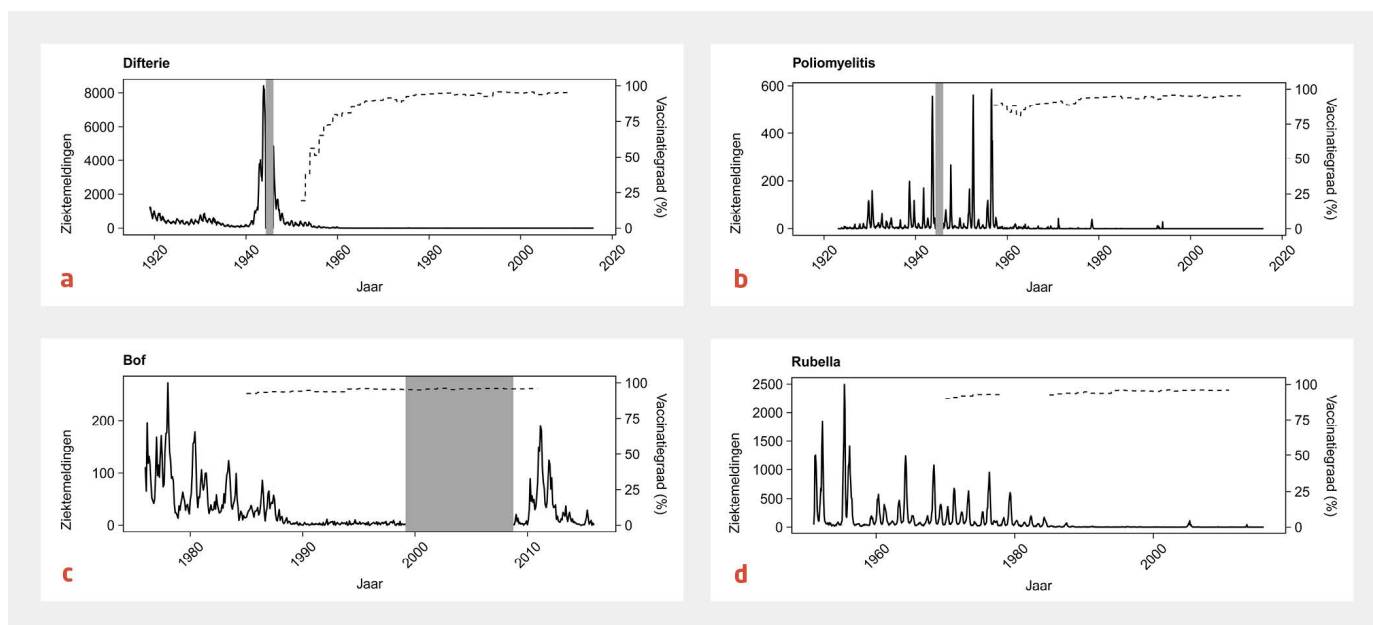 Difterie
8000
6000
4000
2000
0
100
75
50
25
0
Ziektemeldingen
Vaccinatiegraad (%)
1920
1940
1960
1980
2000
2020
Jaar
a
Poliomyelitis
600
400
200
0
100
75
50
25
0
Ziektemeldingen
Vaccinatiegraad (%)
1920
1940
1960
1980
2000
2020
Jaar
b
Bof
200
100
0
100
75
50
25
0
Ziektemeldingen
Vaccinatiegraad (%)
1980
1990
2000
2010
Jaar
c
Rubella
2500
2000
1500
1000
500
0
100
75
50
25
0
Ziektemeldingen
Vaccinatiegraad (%)
1960
1980
2000
Jaar
d